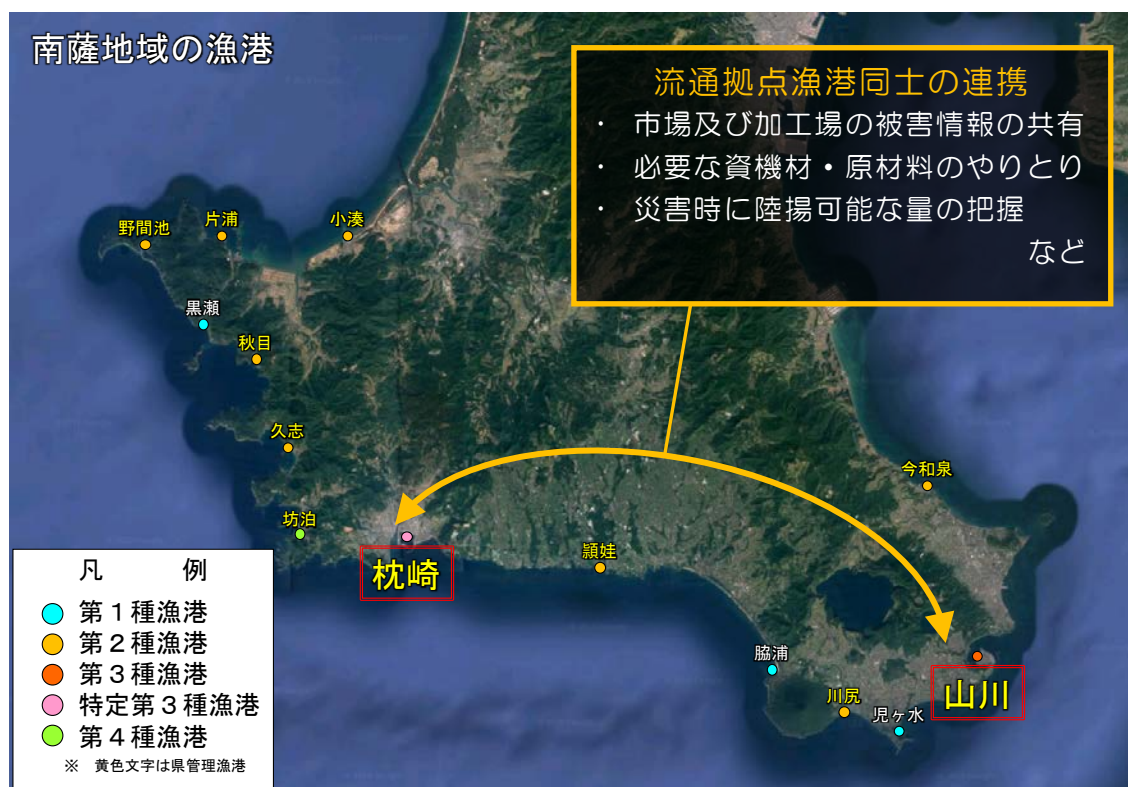 南薩地域の漁港
流通拠点漁港同士の連携
・ 市場及び加工場の被害情報の共有
・ 必要な資機材・原材料のやりとり
・ 災害時に陸揚可能な量の把握
など
野間池
片浦
小湊
黒瀬
秋目
久志
坊泊
枕崎
頴娃
今和泉
脇浦
川尻
児ヶ水
山川
凡 例
第1種漁港
第2種漁港
第3種漁港
特定第3種漁港
第4種漁港
※ 黄色文字は県管理漁港